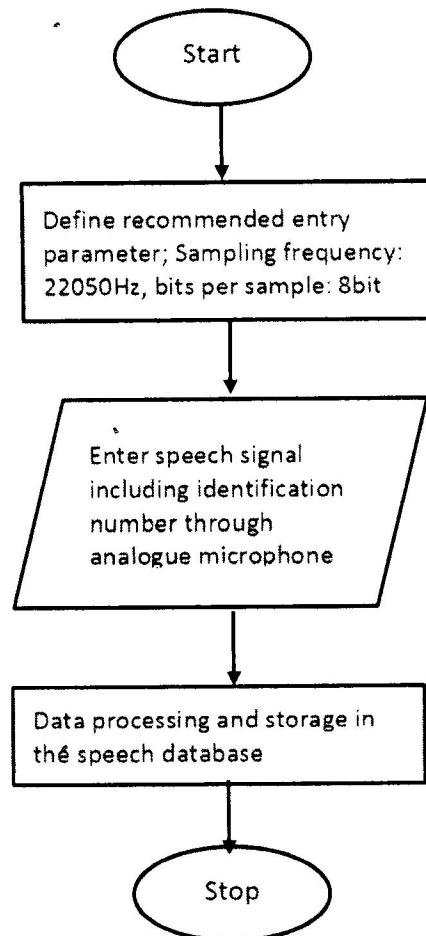 Start
Define recommended entry
parameter; Sampling frequency:
22050Hz, bits per sample: 8bit
Enter speech signal
including identification
number through
analogue microphone
Data processing and storage in
the speech database
Stop